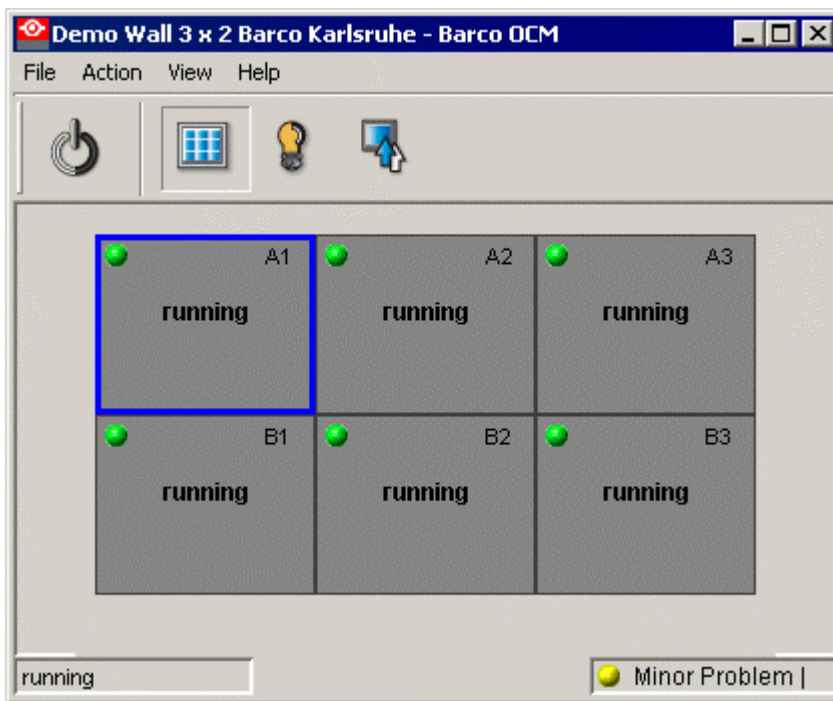 Demo Wall 3 x 2 Barco Karlsruhe - Barco OCM
File Action View Help
A1 A2 A3
running running running
B1 B2 B3
running running running
running Minor Problem |